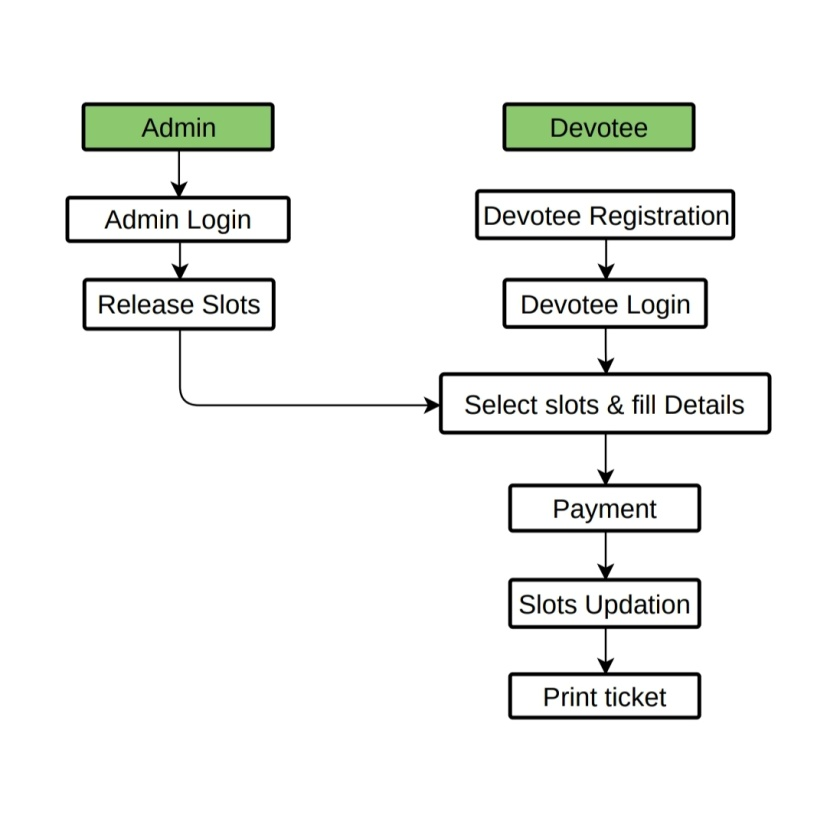 Admin
Admin Login
Release Slots
Devotee
Devotee Registration
Devotee Login
Select slots & fill Details
Payment
Slots Updation
Print ticket